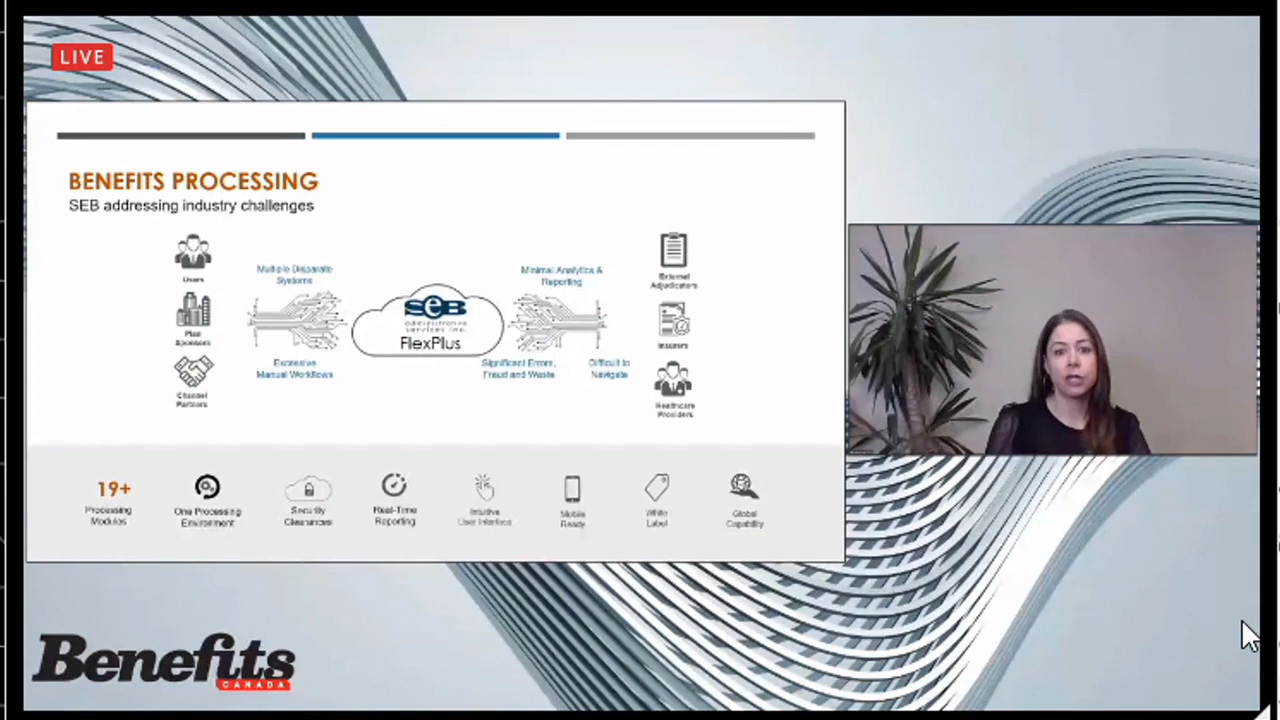 LIVE
BENEFITS PROCESSING
SEB addressing industry challenges
Users
Plan
Sponsors
Channel
Partners
Multiple Disparate
Systems
Excessive
Manual Workflows
SEB
administrative
services inc.
FlexPlus
Minimal Analytics &
Reporting
Significant Errors,
Fraud and Waste
Difficult to
Navigate
External
Adjudicators
Insurers
Healthcare
Providers
19+
Processing
Modules
One Processing
Environment
Security
Clearances
Real-Time
Reporting
Intuitive
User Interface
Mobile
Ready
White
Label
Global
Capability
Benefits
CANADA